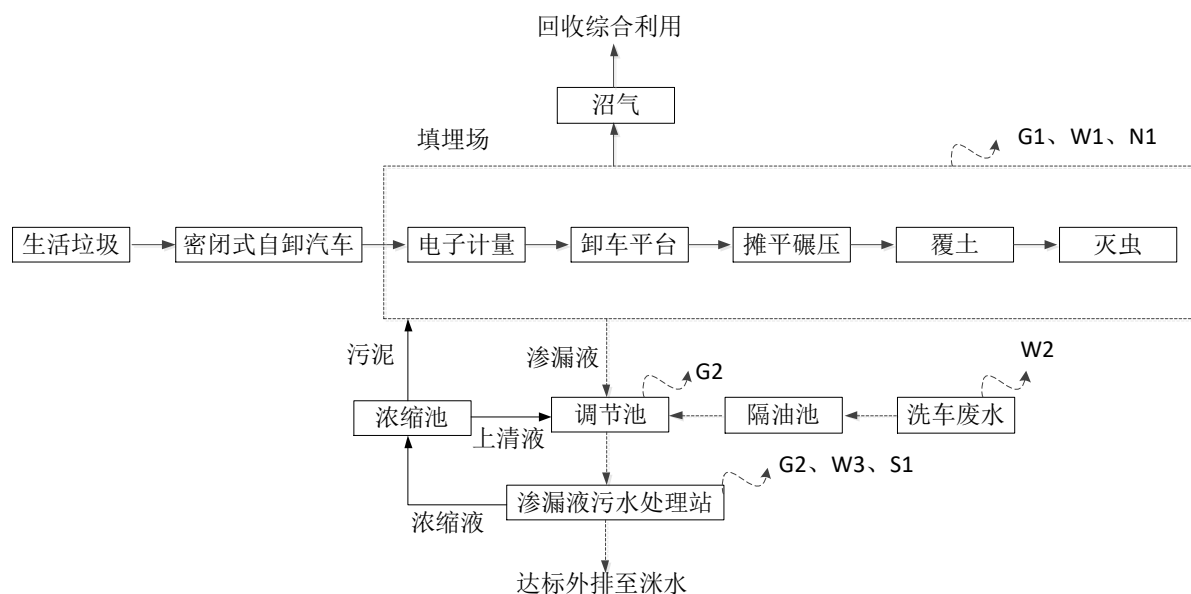 回收综合利用
沼气
填埋场
G1、W1、N1
生活垃圾
密闭式自卸汽车
电子计量
卸车平台
摊平碾压
覆土
灭虫
污泥
渗漏液
G2
W2
浓缩池
上清液
调节池
隔油池
洗车废水
G2、W3、S1
浓缩液
渗漏液污水处理站
达标外排至洣水